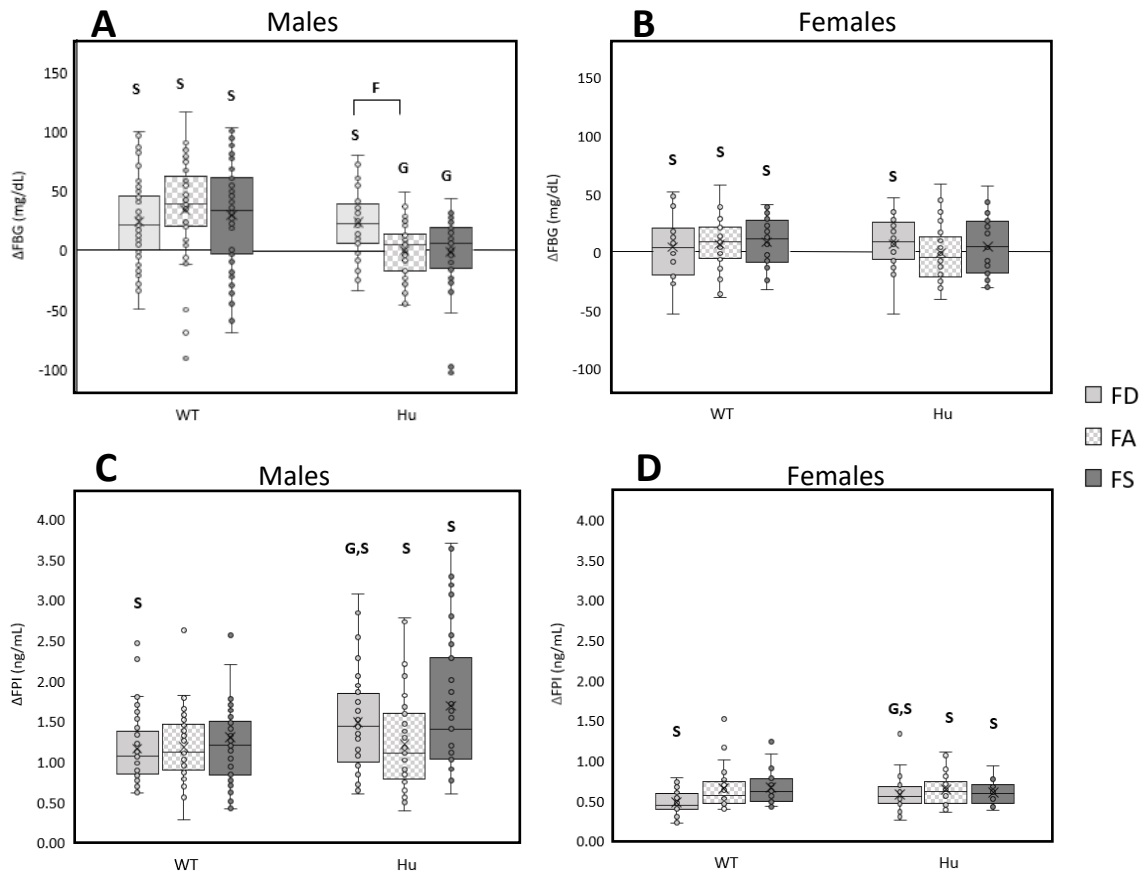 A
Males
ΔFBG (mg/dL)
150
100
50
0
-50
-100
S
S
S
F
S
G
G
WT
Hu
B
Females
ΔFBG (mg/dL)
150
100
50
0
-50
-100
S
S
S
S
WT
Hu
FD
FA
FS
C
Males
ΔFPI (ng/mL)
4.00
3.50
3.00
2.50
2.00
1.50
1.00
0.50
0.00
S
G,S
S
S
WT
Hu
D
Females
ΔFPI (ng/mL)
4.00
3.50
3.00
2.50
2.00
1.50
1.00
0.50
0.00
S
G,S
S
S
WT
Hu